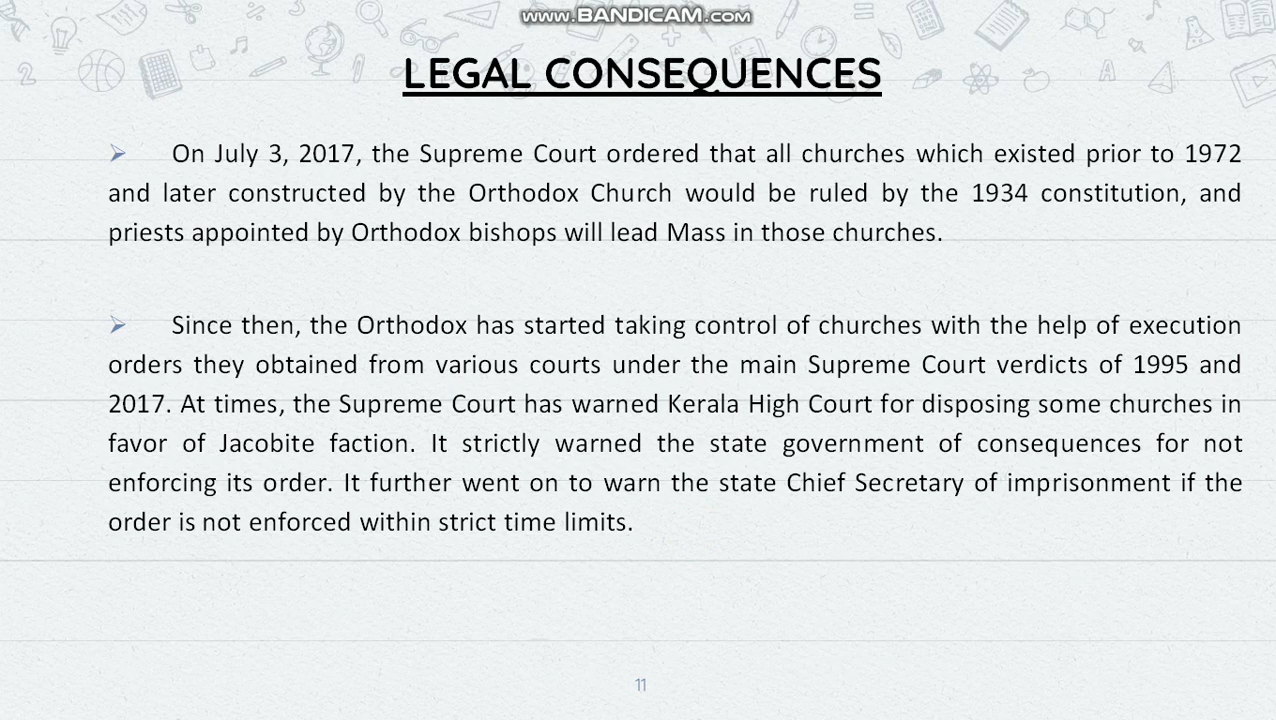 www.BANDICAM.com
LEGAL CONSEQUENCES
➢ On July 3, 2017, the Supreme Court ordered that all churches which existed prior to 1972
and later constructed by the Orthodox Church would be ruled by the 1934 constitution, and
priests appointed by Orthodox bishops will lead Mass in those churches.
➢ Since then, the Orthodox has started taking control of churches with the help of execution
orders they obtained from various courts under the main Supreme Court verdicts of 1995 and
2017. At times, the Supreme Court has warned Kerala High Court for disposing some churches in
favor of Jacobite faction. It strictly warned the state government of consequences for not
enforcing its order. It further went on to warn the state Chief Secretary of imprisonment if the
order is not enforced within strict time limits.
11